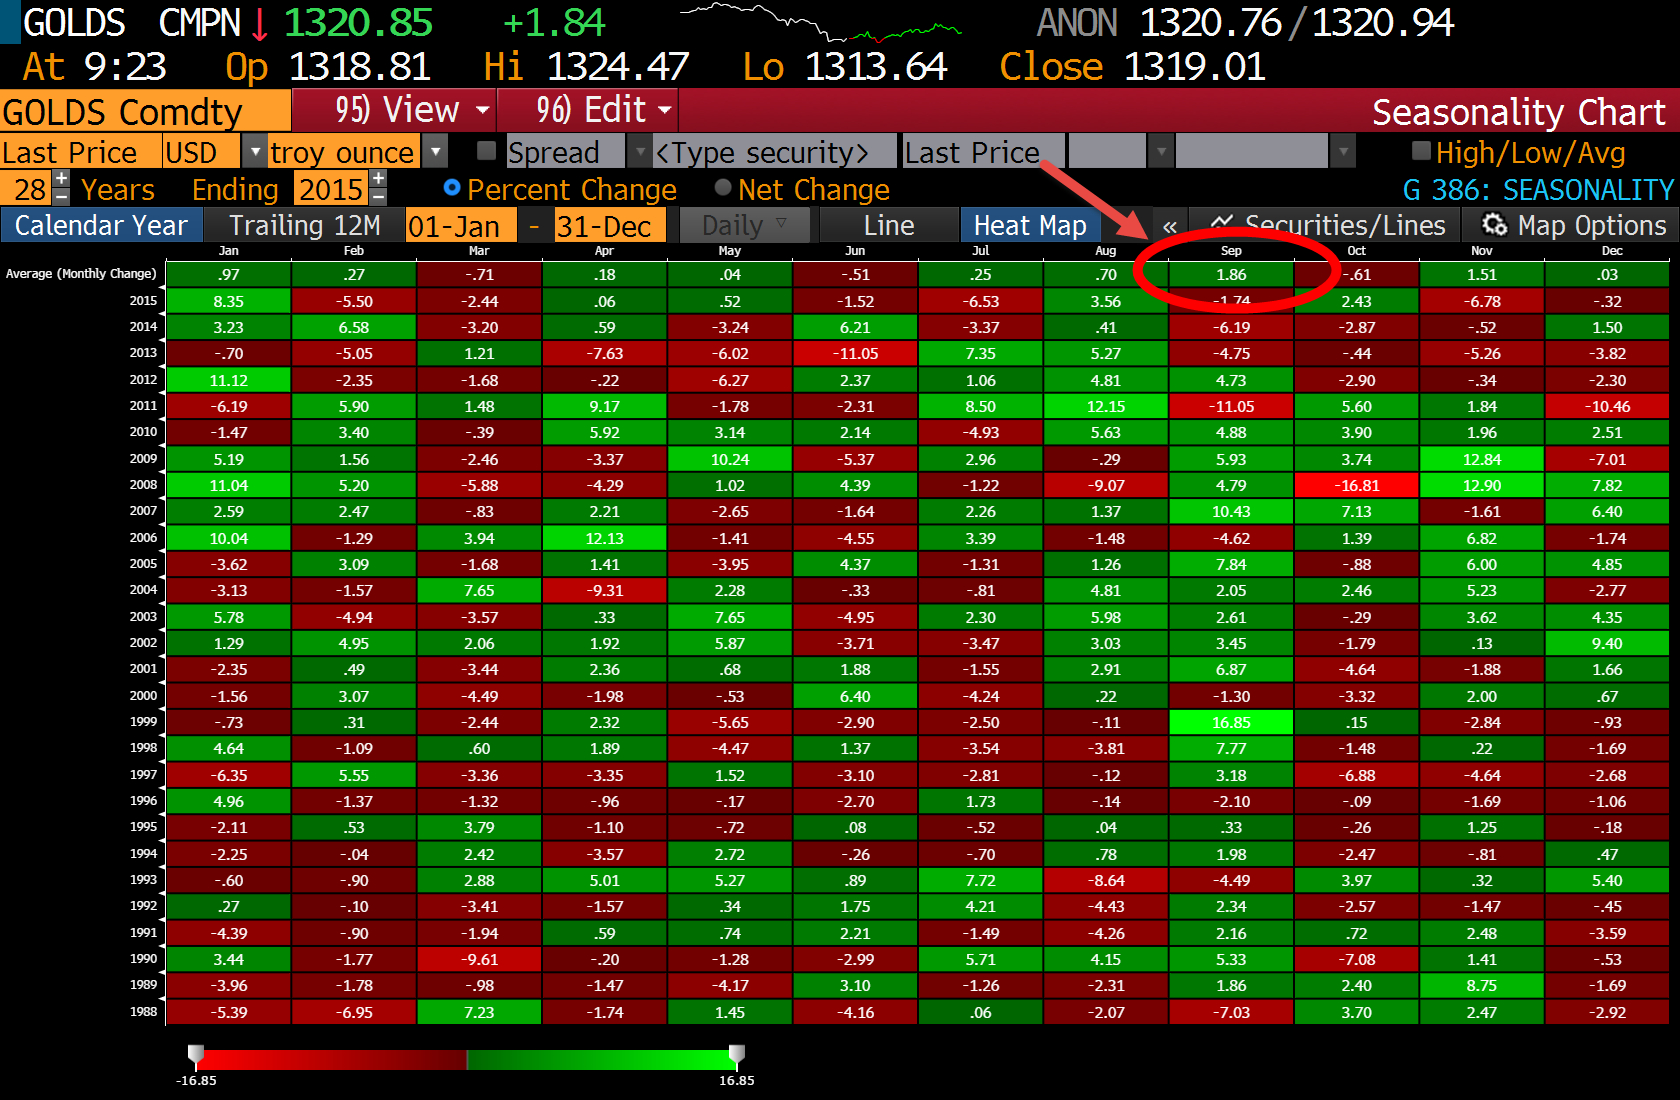 GOLDS CMPN↓ 1320.85 +1.84 ANON 1320.76/1320.94
At 9:23 Op 1318.81 Hi 1324.47 Lo 1313.64 Close 1319.01
GOLDS Comdty 95) View 96) Edit Seasonality Chart
Last Price USD troy ounce Spread <Type security> Last Price High/Low/Avg
28 Years Ending 2015 Percent Change Net Change G 386: SEASONALITY
Calendar Year Trailing 12M 01-Jan - 31-Dec Daily Line Heat Map « Securities/Lines Map Options
Jan Feb Mar Apr May Jun Jul Aug Sep Oct Nov Dec
Average (Monthly Change) .97 .27 -.71 .18 .04 -.51 .25 .70 1.86 -.61 1.51 .03
2015 8.35 -5.50 -2.44 .06 .52 -1.52 -6.53 3.56 -1.74 2.43 -6.78 -.32
2014 3.23 6.58 -3.20 .59 -3.24 6.21 -3.37 .41 -6.19 -2.87 -.52 1.50
2013 -.70 -5.05 1.21 -7.63 -6.02 -11.05 7.35 5.27 -4.75 -.44 -5.26 -3.82
2012 11.12 -2.35 -1.68 -.22 -6.27 2.37 1.06 4.81 4.73 -2.90 -.34 -2.30
2011 -6.19 5.90 1.48 9.17 -1.78 -2.31 8.50 12.15 -11.05 5.60 1.84 -10.46
2010 -1.47 3.40 -.39 5.92 3.14 2.14 -4.93 5.63 4.88 3.90 1.96 2.51
2009 5.19 1.56 -2.46 -3.37 10.24 -5.37 2.96 -.29 5.93 3.74 12.84 -7.01
2008 11.04 5.20 -5.88 -4.29 1.02 4.39 -1.22 -9.07 4.79 -16.81 12.90 7.82
2007 2.59 2.47 -.83 2.21 -2.65 -1.64 2.26 1.37 10.43 7.13 -1.61 6.40
2006 10.04 -1.29 3.94 12.13 -1.41 -4.55 3.39 -1.48 -4.62 1.39 6.82 -1.74
2005 -3.62 3.09 -1.68 1.41 -3.95 4.37 -1.31 1.26 7.84 -.88 6.00 4.85
2004 -3.13 -1.57 7.65 -9.31 2.28 -.33 -.81 4.81 2.05 2.46 5.23 -2.77
2003 5.78 -4.94 -3.57 .33 7.65 -4.95 2.30 5.98 2.61 -.29 3.62 4.35
2002 1.29 4.95 2.06 1.92 5.87 -3.71 -3.47 3.03 3.45 -1.79 .13 9.40
2001 -2.35 .49 -3.44 2.36 .68 1.88 -1.55 2.91 6.87 -4.64 -1.88 1.66
2000 -1.56 3.07 -4.49 -1.98 -.53 6.40 -4.24 .22 -1.30 -3.32 2.00 .67
1999 -.73 .31 -2.44 2.32 -5.65 -2.90 -2.50 -.11 16.85 .15 -2.84 -.93
1998 4.64 -1.09 .60 1.89 -4.47 1.37 -3.54 -3.81 7.77 -1.48 .22 -1.69
1997 -6.35 5.55 -3.36 -3.35 1.52 -3.10 -2.81 -.12 3.18 -6.88 -4.64 -2.68
1996 4.96 -1.37 -1.32 -.96 -.17 -2.70 1.73 -.14 -2.10 -.09 -1.69 -1.06
1995 -2.11 .53 3.79 -1.10 -.72 .08 -.52 .04 .33 -.26 1.25 -.18
1994 -2.25 -.04 2.42 -3.57 2.72 -.26 -.70 .78 1.98 -2.47 -.81 .47
1993 -.60 -.90 2.88 5.01 5.27 .89 7.72 -8.64 -4.49 3.97 .32 5.40
1992 .27 -.10 -3.41 -1.57 .34 1.75 4.21 -4.43 2.34 -2.57 -1.47 -.45
1991 -4.39 -.90 -1.94 .59 .74 2.21 -1.49 -4.26 2.16 .72 2.48 -3.59
1990 3.44 -1.77 -9.61 -.20 -1.28 -2.99 5.71 4.15 5.33 -7.08 1.41 -.53
1989 -3.96 -1.78 -.98 -1.47 -4.17 3.10 -1.26 -2.31 1.86 2.40 8.75 -1.69
1988 -5.39 -6.95 7.23 -1.74 1.45 -4.16 .06 -2.07 -7.03 3.70 2.47 -2.92
-16.85 16.85